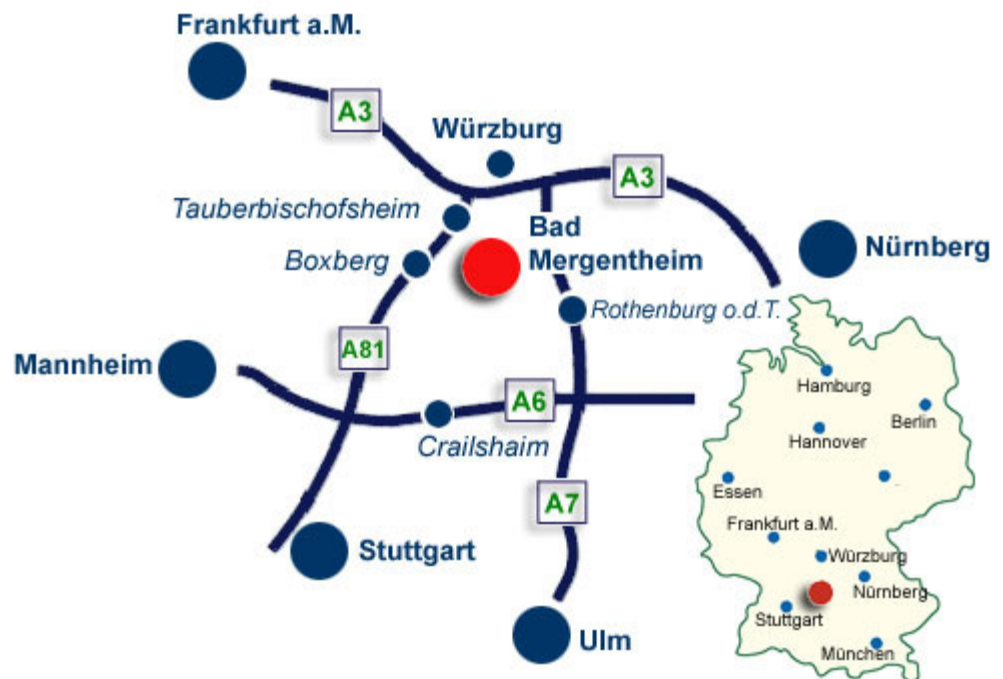 Frankfurt a.M.
A3
Würzburg
A3
Tauberbischofsheim
Bad
Mergentheim
Nürnberg
Boxberg
Rothenburg o.d.T.
A81
Mannheim
A6
Crailshaim
A7
Stuttgart
Ulm
Hamburg
Berlin
Hannover
Essen
Frankfurt a.M.
Würzburg
Nürnberg
Stuttgart
München